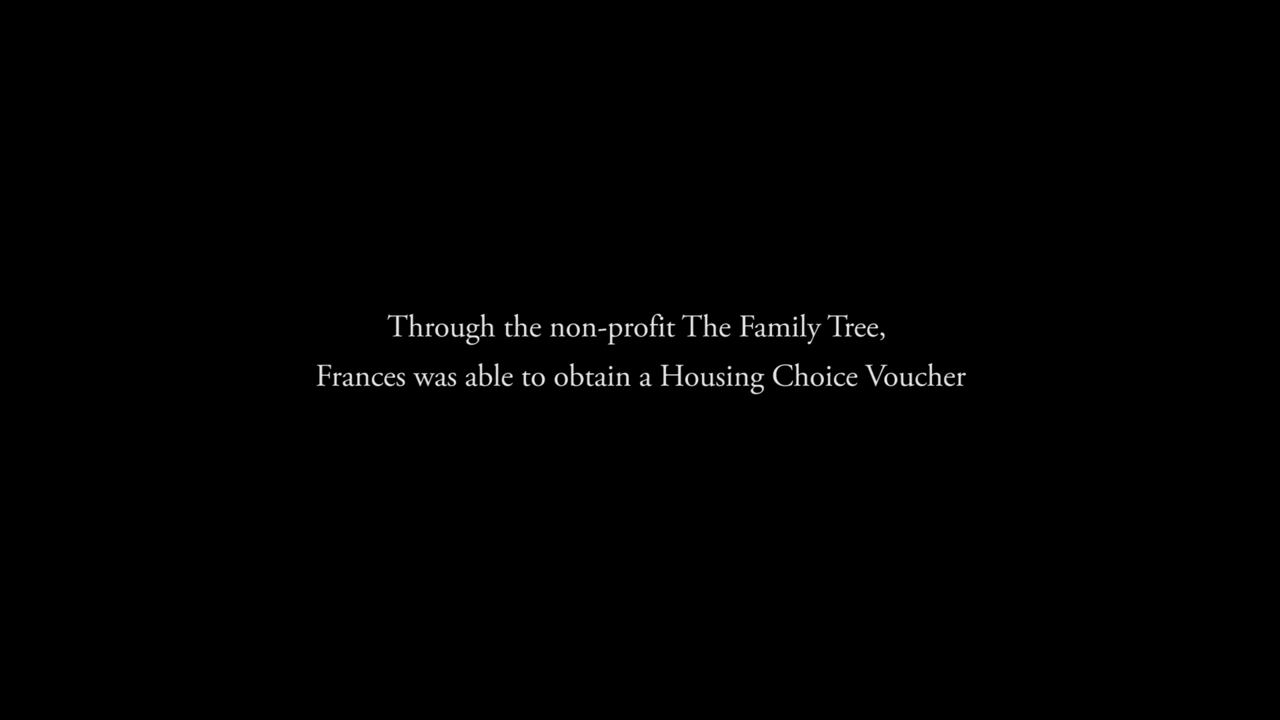 Through the non-profit The Family Tree,
Frances was able to obtain a Housing Choice Voucher